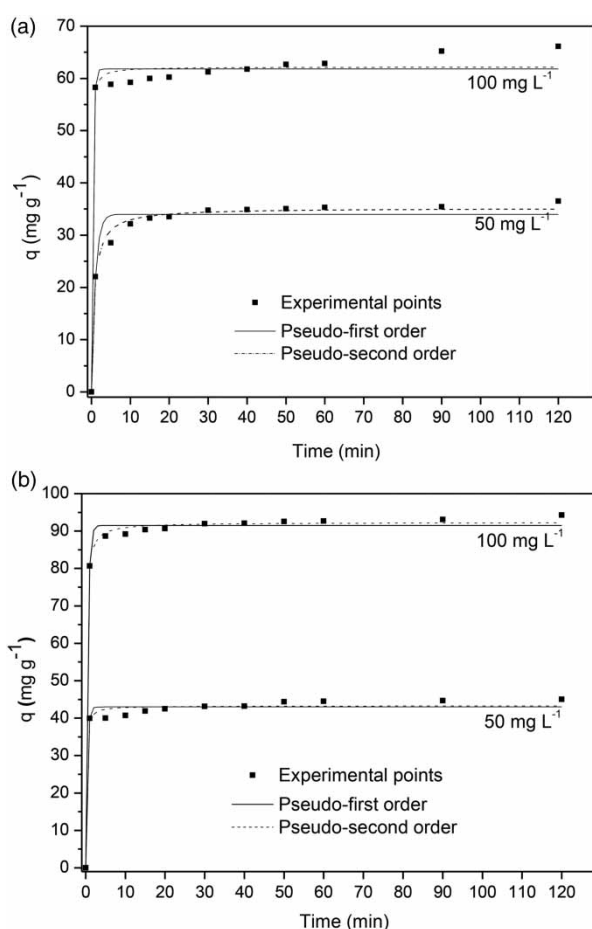 (a)
70
60
50
40
30
20
10
0
q (mg g⁻¹)
100 mg L⁻¹
50 mg L⁻¹
Experimental points
Pseudo-first order
Pseudo-second order
0 10 20 30 40 50 60 70 80 90 100 110 120
Time (min)
(b)
100
90
80
70
60
50
40
30
20
10
0
q (mg g⁻¹)
100 mg L⁻¹
50 mg L⁻¹
Experimental points
Pseudo-first order
Pseudo-second order
0 10 20 30 40 50 60 70 80 90 100 110 120
Time (min)